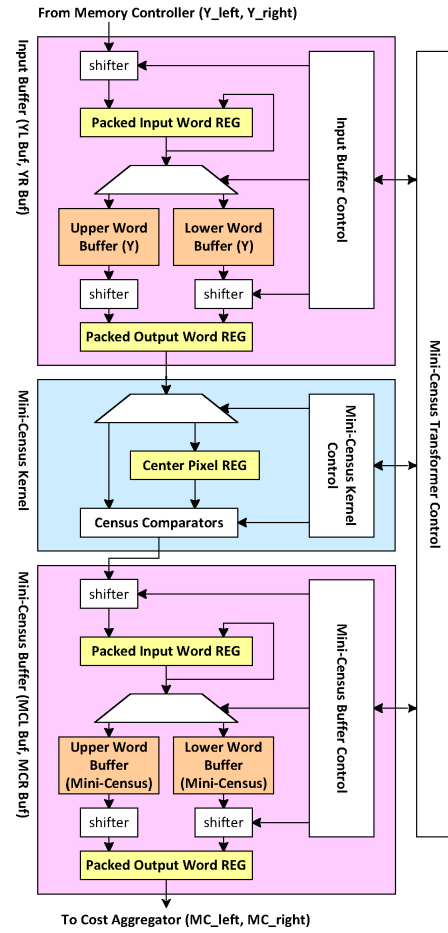 From Memory Controller (Y_left, Y_right)
Input Buffer (YL Buf, YR Buf)
shifter
Packed Input Word REG
Upper Word
Buffer (Y)
Lower Word
Buffer (Y)
shifter
shifter
Packed Output Word REG
Input Buffer Control
Mini-Census Transformer Control
Mini-Census Kernel
Center Pixel REG
Census Comparators
Mini-Census Kernel
Control
Mini-Census Buffer (MCL Buf, MCR Buf)
shifter
Packed Input Word REG
Upper Word
Buffer
(Mini-Census)
Lower Word
Buffer
(Mini-Census)
shifter
shifter
Packed Output Word REG
Mini-Census Buffer Control
To Cost Aggregator (MC_left, MC_right)